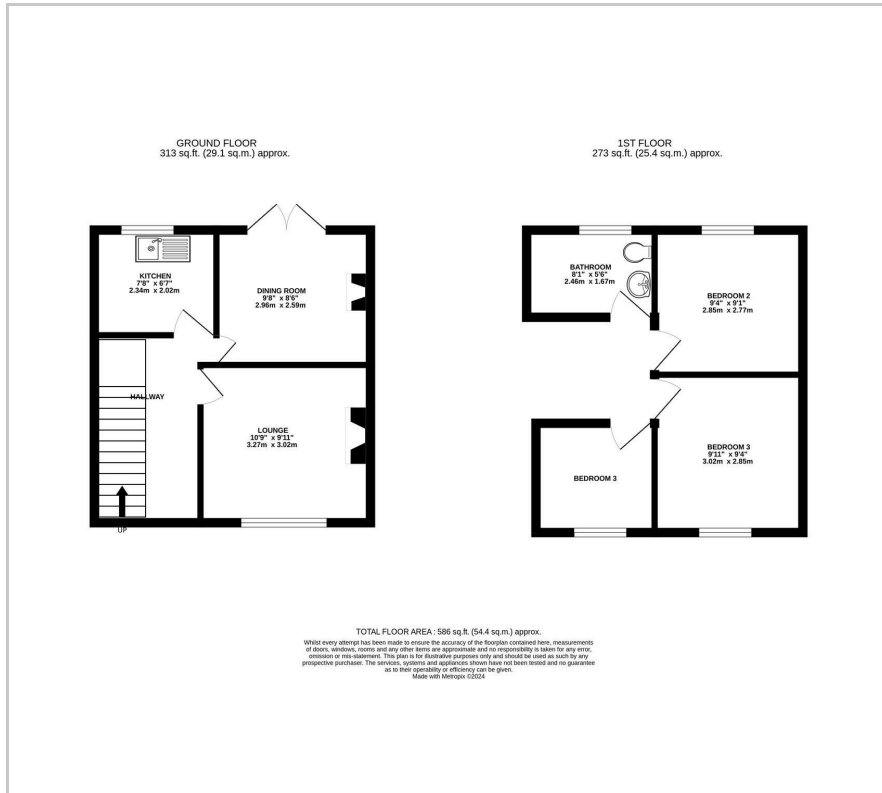 GROUND FLOOR
313 sq.ft. (29.1 sq.m.) approx.
KITCHEN
7'8" x 6'7"
2.34m x 2.02m
DINING ROOM
9'8" x 8'6"
2.96m x 2.59m
HALLWAY
LOUNGE
10'9" x 9'11"
3.27m x 3.02m
UP
1ST FLOOR
273 sq.ft. (25.4 sq.m.) approx.
BATHROOM
8'1" x 5'6"
2.46m x 1.67m
BEDROOM 2
9'4" x 9'1"
2.85m x 2.77m
BEDROOM 3
9'11" x 9'4"
3.02m x 2.85m
BEDROOM 3
TOTAL FLOOR AREA : 586 sq.ft. (54.4 sq.m.) approx.
Whilst every attempt has been made to ensure the accuracy of the floorplan contained here, measurements
of doors, windows, rooms and any other items are approximate and no responsibility is taken for any error,
omission or mis-statement. This plan is for illustrative purposes only and should be used as such by any
prospective purchaser. The services, systems and appliances shown have not been tested and no guarantee
as to their operability or efficiency can be given.
Made with Metropix ©2024